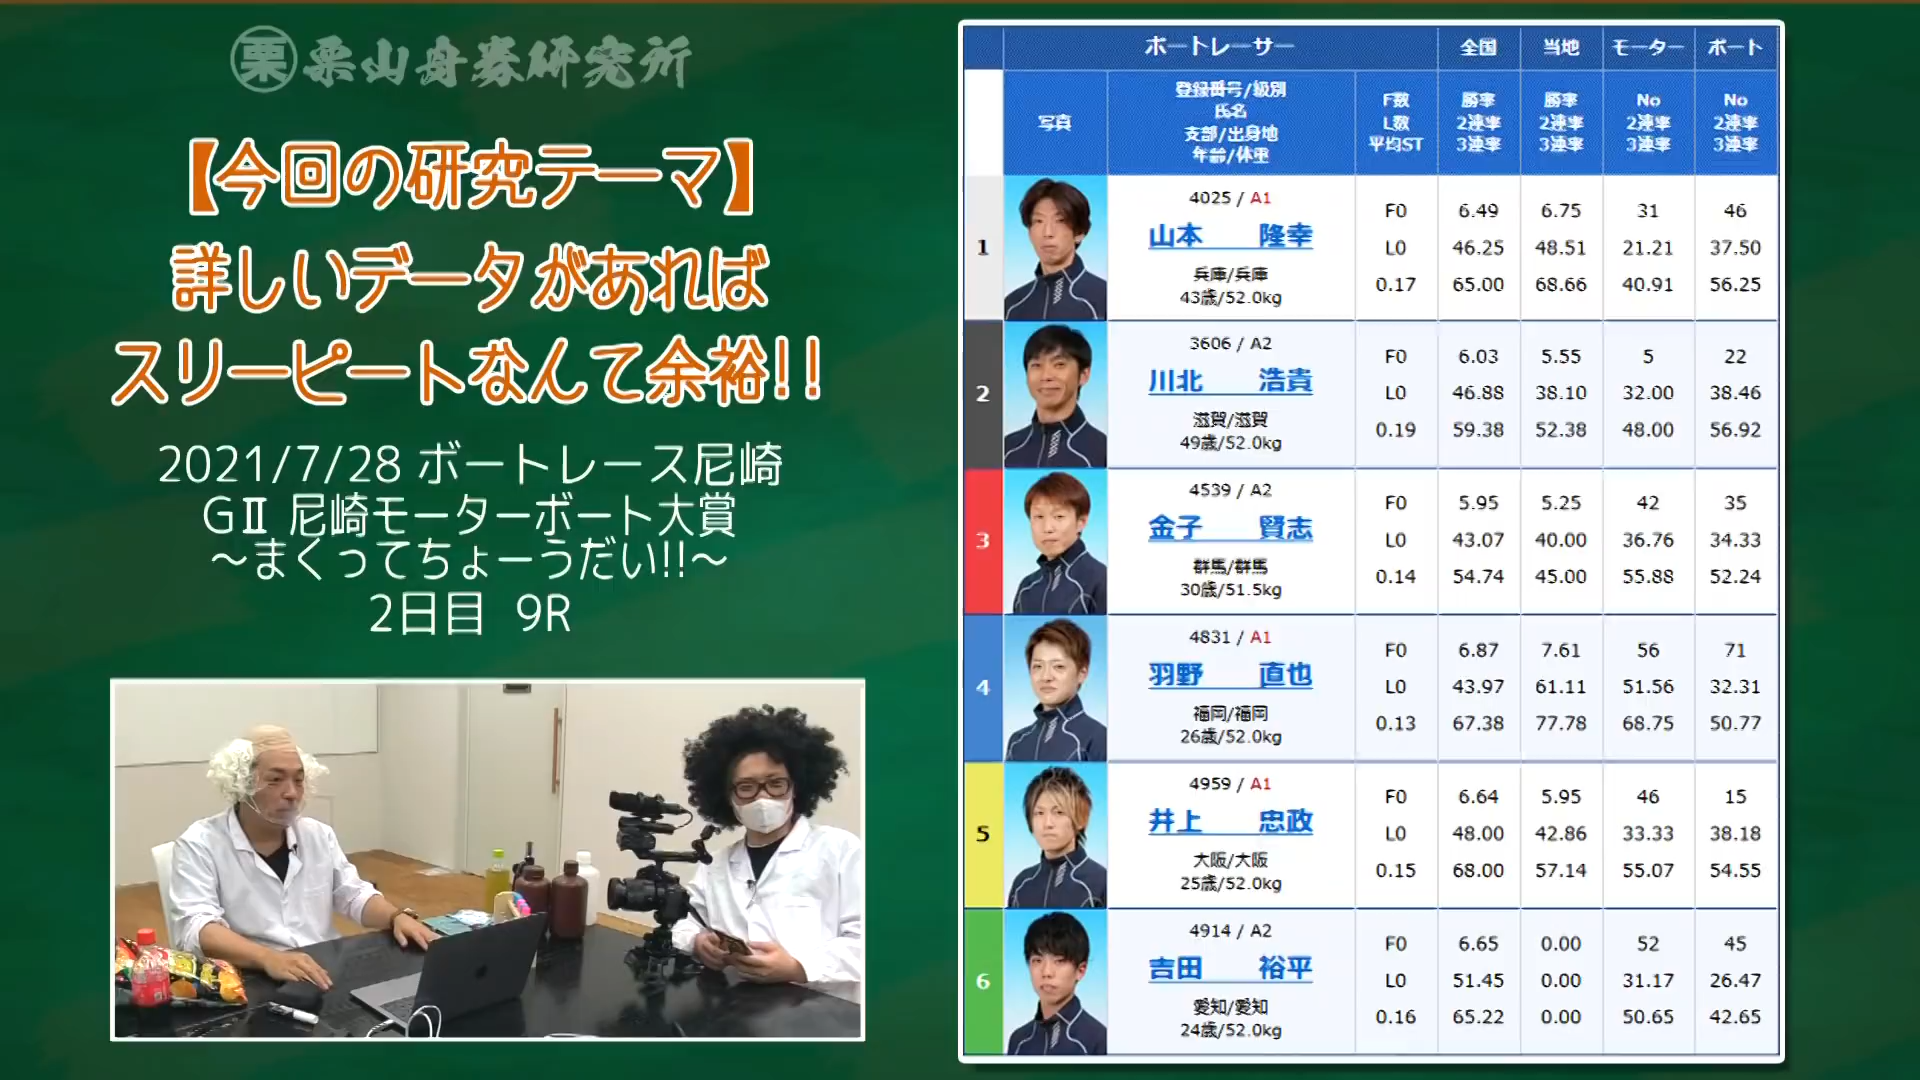 栗 栗山舟券研究所
【今回の研究テーマ】
詳しいデータがあれば
スリーピートなんて余裕!!
2021/7/28 ボートレース尼崎
GⅡ 尼崎モーターボート大賞
～まくってちょーうだい!!～
2日目 9R
ボートレーサー 全国 当地 モーター ボート
写真
登録番号/級別
氏名
支部/出身地
年齢/体重
F数
L数
平均ST
勝率
2連率
3連率
勝率
2連率
3連率
No
2連率
3連率
No
2連率
3連率
1
4025 / A1
山本 隆幸
兵庫/兵庫
43歳/52.0kg
F0 6.49 6.75 31 46
L0 46.25 48.51 21.21 37.50
0.17 65.00 68.66 40.91 56.25
2
3606 / A2
川北 浩貴
滋賀/滋賀
49歳/52.0kg
F0 6.03 5.55 5 22
L0 46.88 38.10 32.00 38.46
0.19 59.38 52.38 48.00 56.92
3
4539 / A2
金子 賢志
群馬/群馬
30歳/51.5kg
F0 5.95 5.25 42 35
L0 43.07 40.00 36.76 34.33
0.14 54.74 45.00 55.88 52.24
4
4831 / A1
羽野 直也
福岡/福岡
26歳/52.0kg
F0 6.87 7.61 56 71
L0 43.97 61.11 51.56 32.31
0.13 67.38 77.78 68.75 50.77
5
4959 / A1
井上 忠政
大阪/大阪
25歳/52.0kg
F0 6.64 5.95 46 15
L0 48.00 42.86 33.33 38.18
0.15 68.00 57.14 55.07 54.55
6
4914 / A2
吉田 裕平
愛知/愛知
24歳/52.0kg
F0 6.65 0.00 52 45
L0 51.45 0.00 31.17 26.47
0.16 65.22 0.00 50.65 42.65